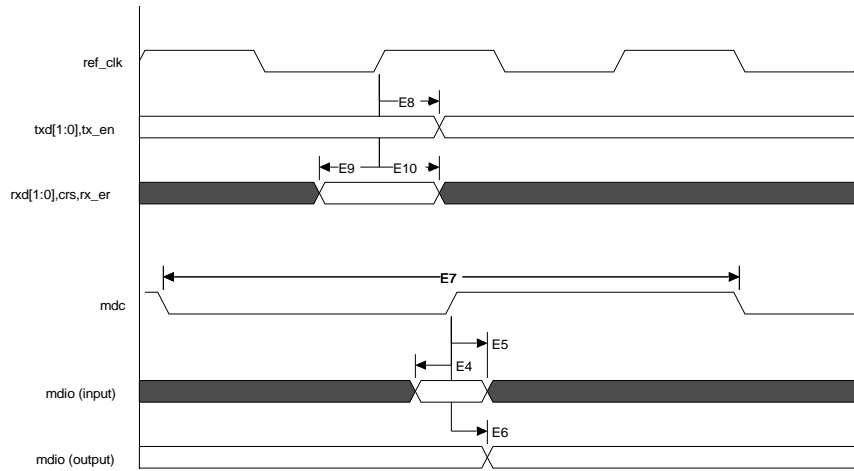 ref_clk
E8
txd[1:0],tx_en
E9 E10
rxd[1:0],crs,rx_er
E7
mdc
E5
E4
mdio (input)
E6
mdio (output)